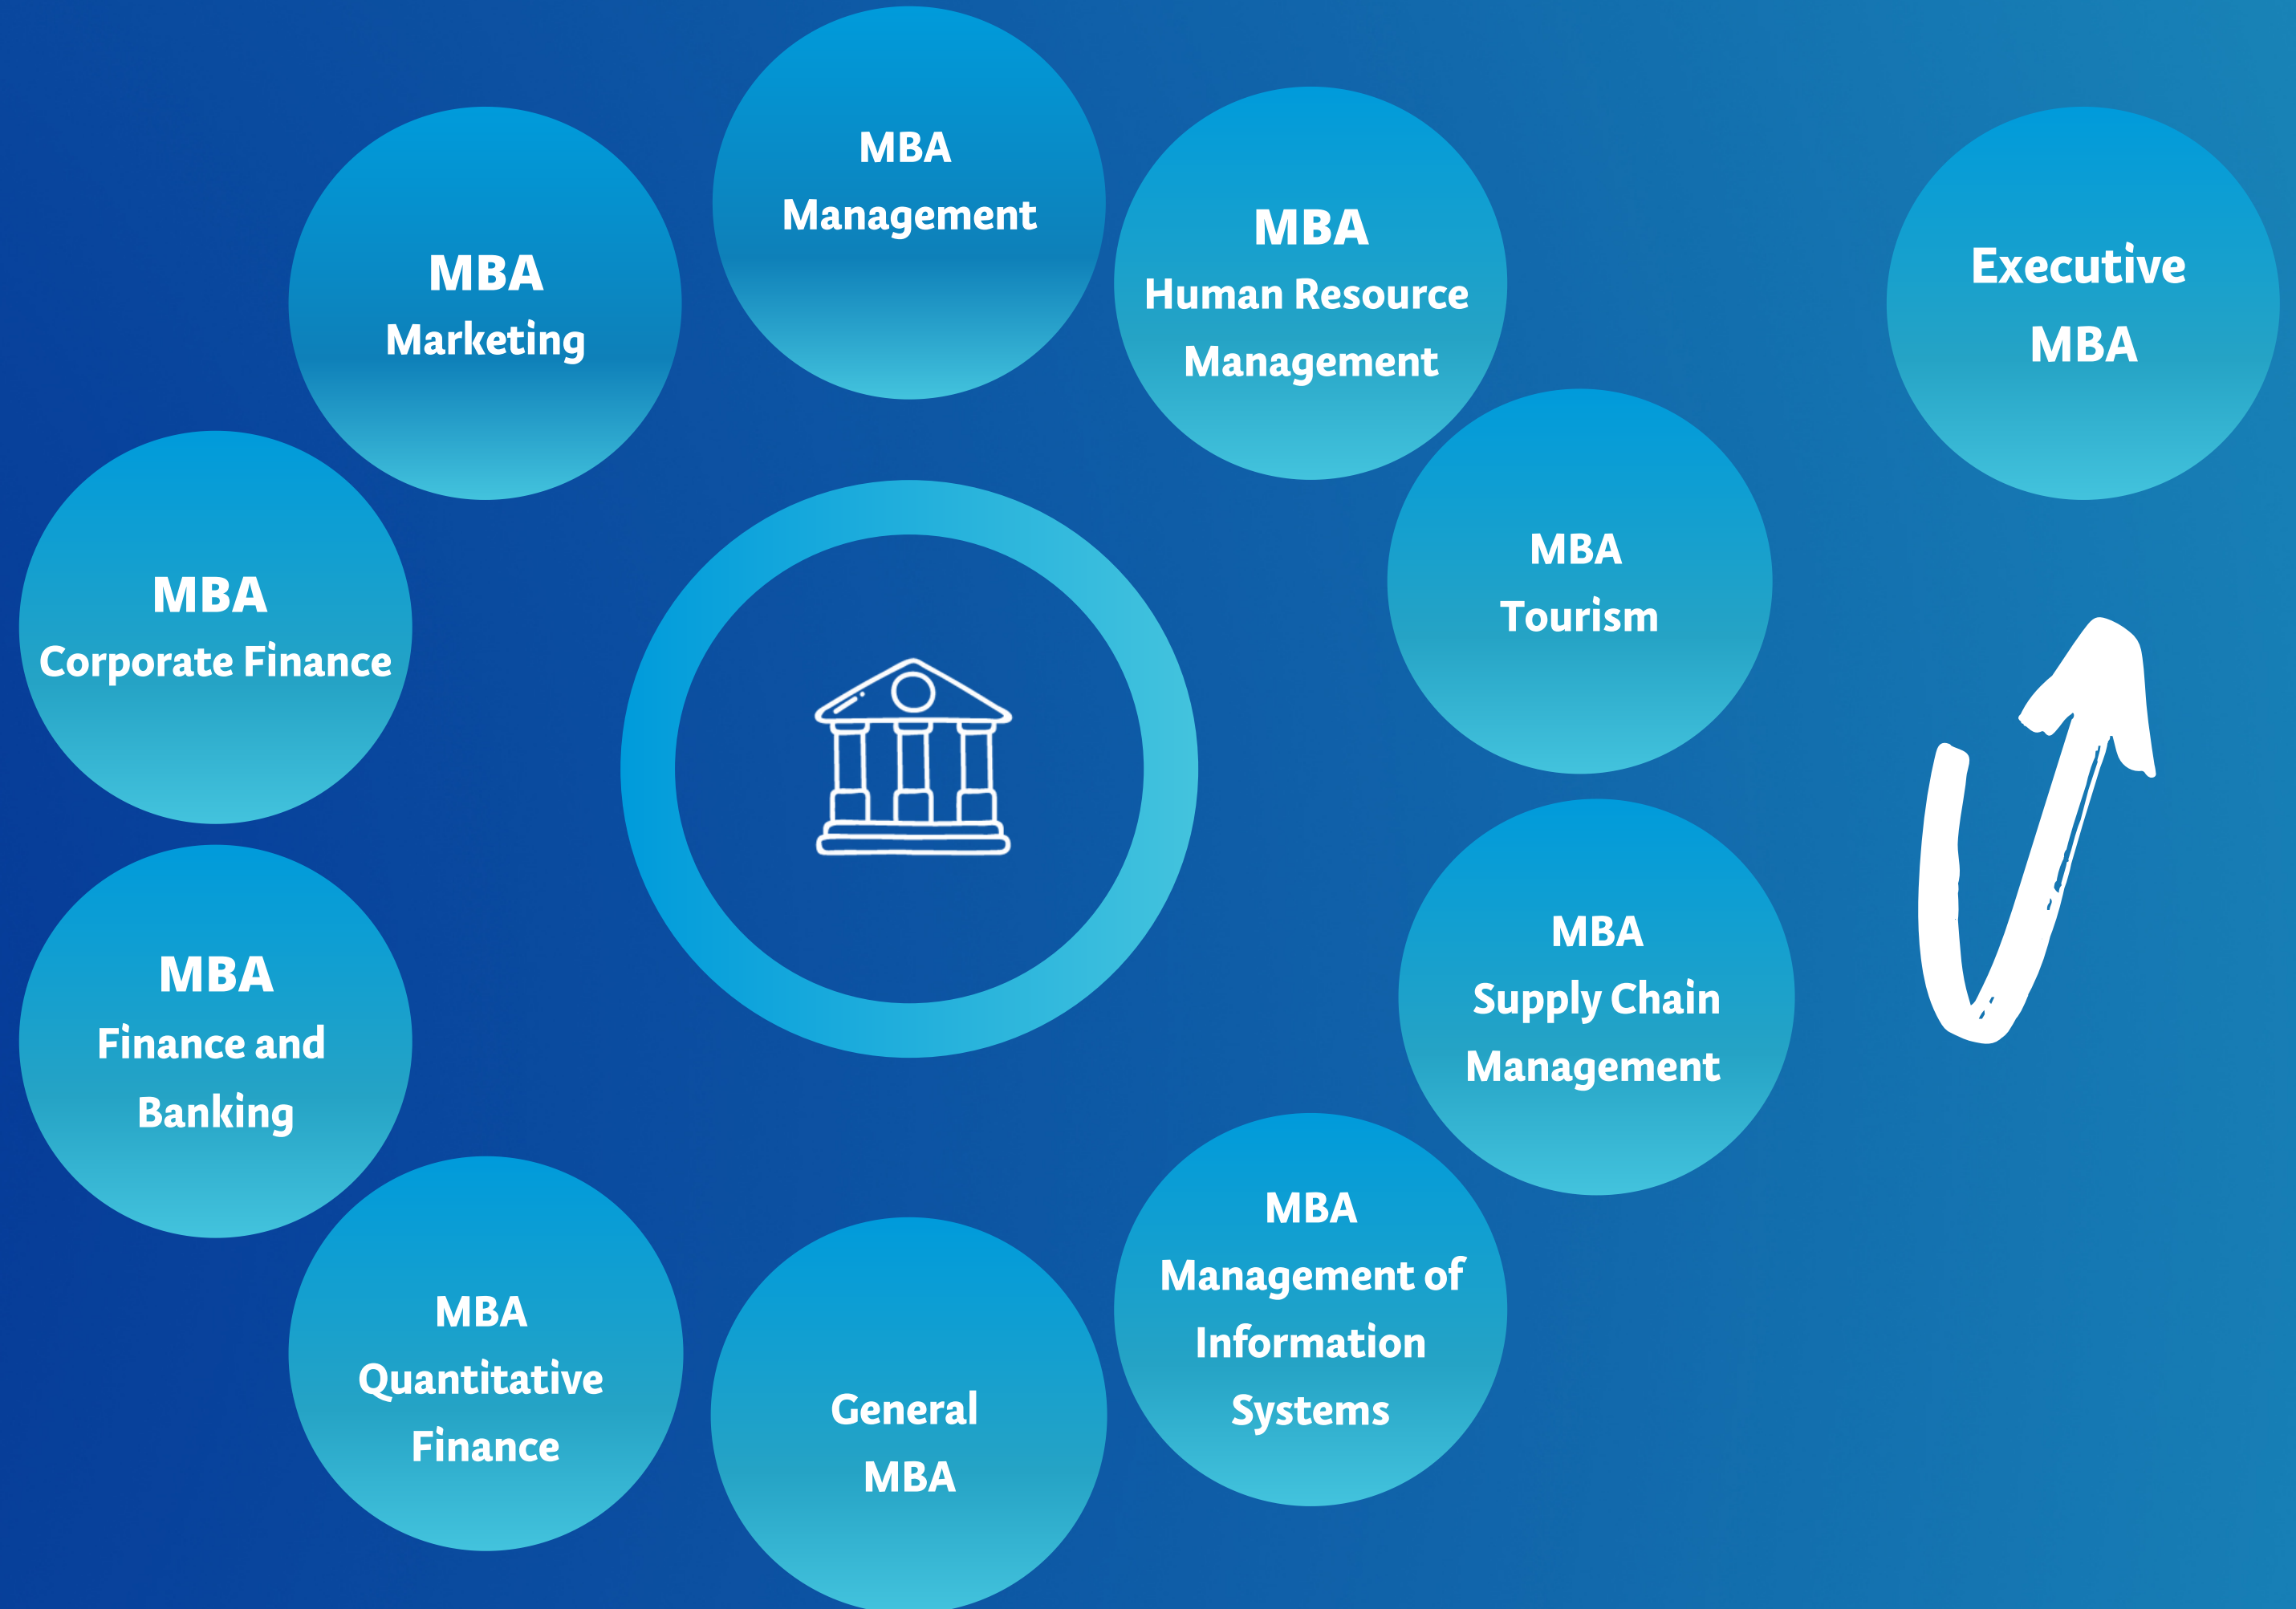 MBA
Management
MBA
Human Resource
Management
MBA
Marketing
Executive
MBA
MBA
Tourism
MBA
Corporate Finance
MBA
Supply Chain
Management
MBA
Finance and
Banking
MBA
Management of
Information
Systems
MBA
Quantitative
Finance
General
MBA